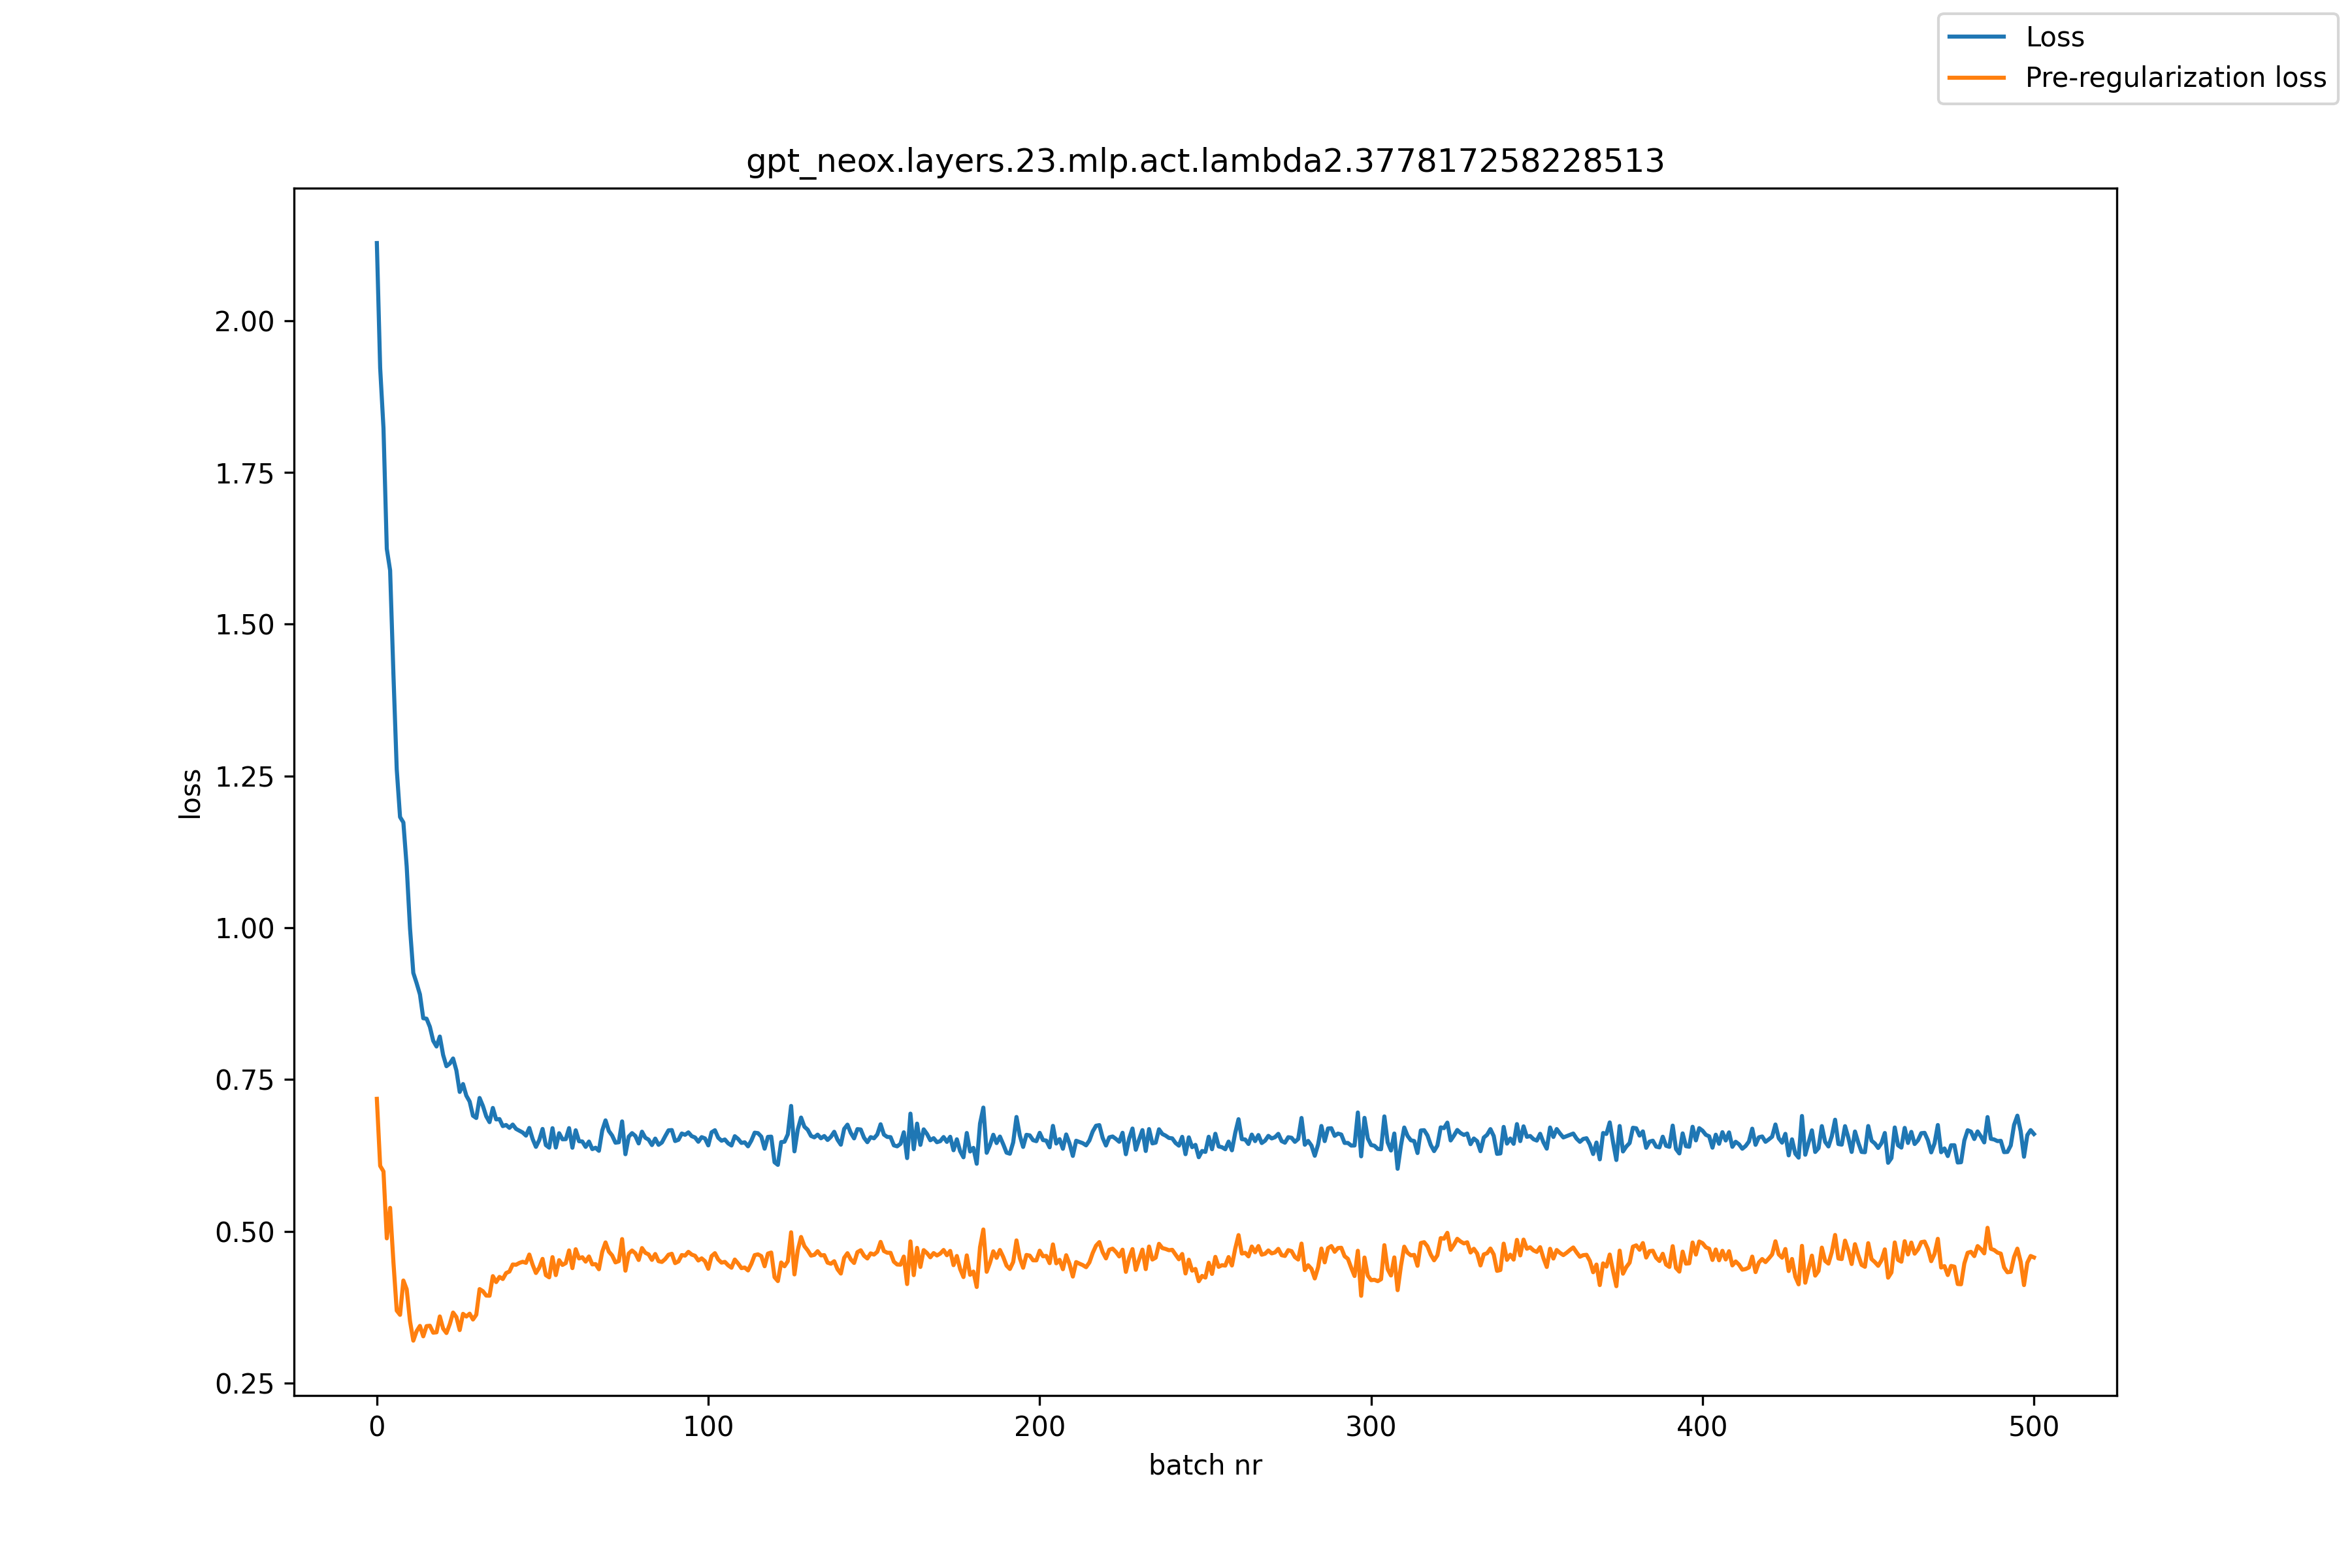 Loss
Pre-regularization loss
gpt_neox.layers.23.mlp.act.lambda2.377817258228513
loss
2.00
1.75
1.50
1.25
1.00
0.75
0.50
0.25
0 100 200 300 400 500
batch nr